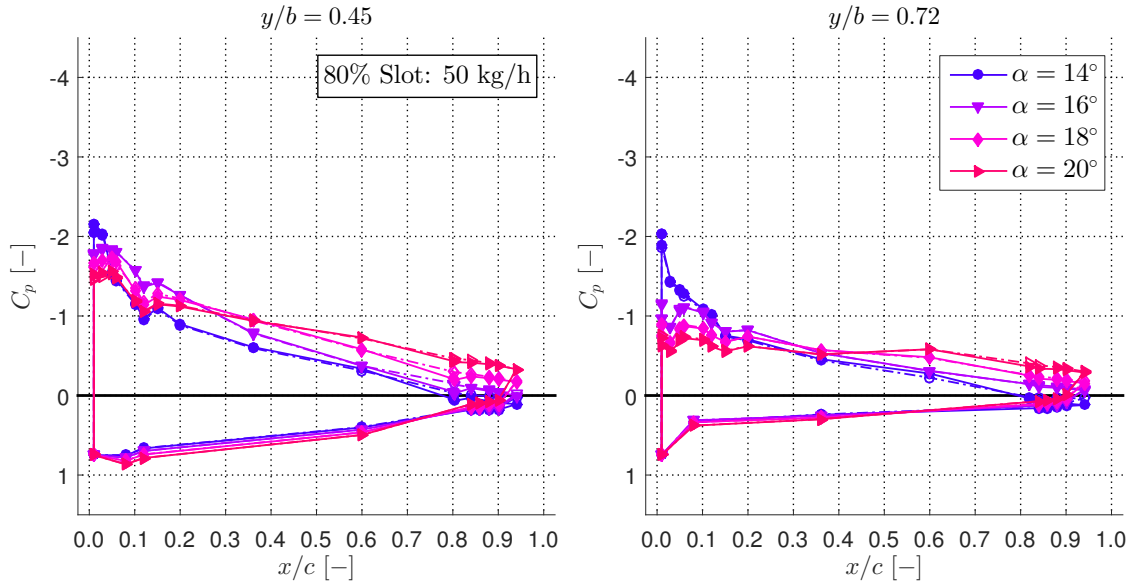 y/b = 0.45
y/b = 0.72
80% Slot: 50 kg/h
α = 14°
α = 16°
α = 18°
α = 20°
-4
-3
-2
-1
0
1
C_p [−]
0.0 0.1 0.2 0.3 0.4 0.5 0.6 0.7 0.8 0.9 1.0
x/c [−]
-4
-3
-2
-1
0
1
C_p [−]
0.0 0.1 0.2 0.3 0.4 0.5 0.6 0.7 0.8 0.9 1.0
x/c [−]